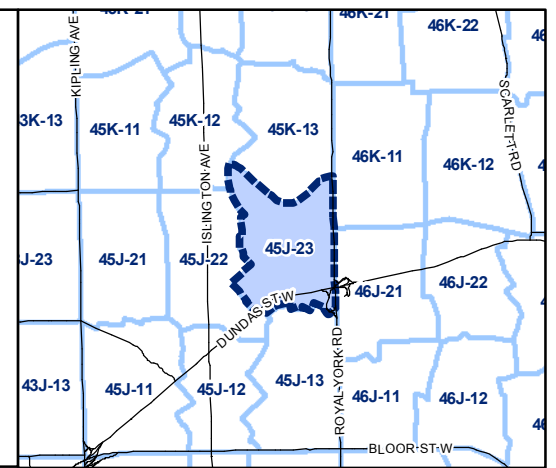 46K-21
46K-22
KIPLING AVE
SCARLETT RD
3K-13
45K-11
45K-12
45K-13
46K-11
46K-12
ISLINGTON AVE
J-23
45J-21
45J-22
45J-23
46J-21
46J-22
DUNDAS ST W
ROYAL YORK RD
43J-13
45J-11
45J-12
45J-13
46J-11
46J-12
BLOOR ST W